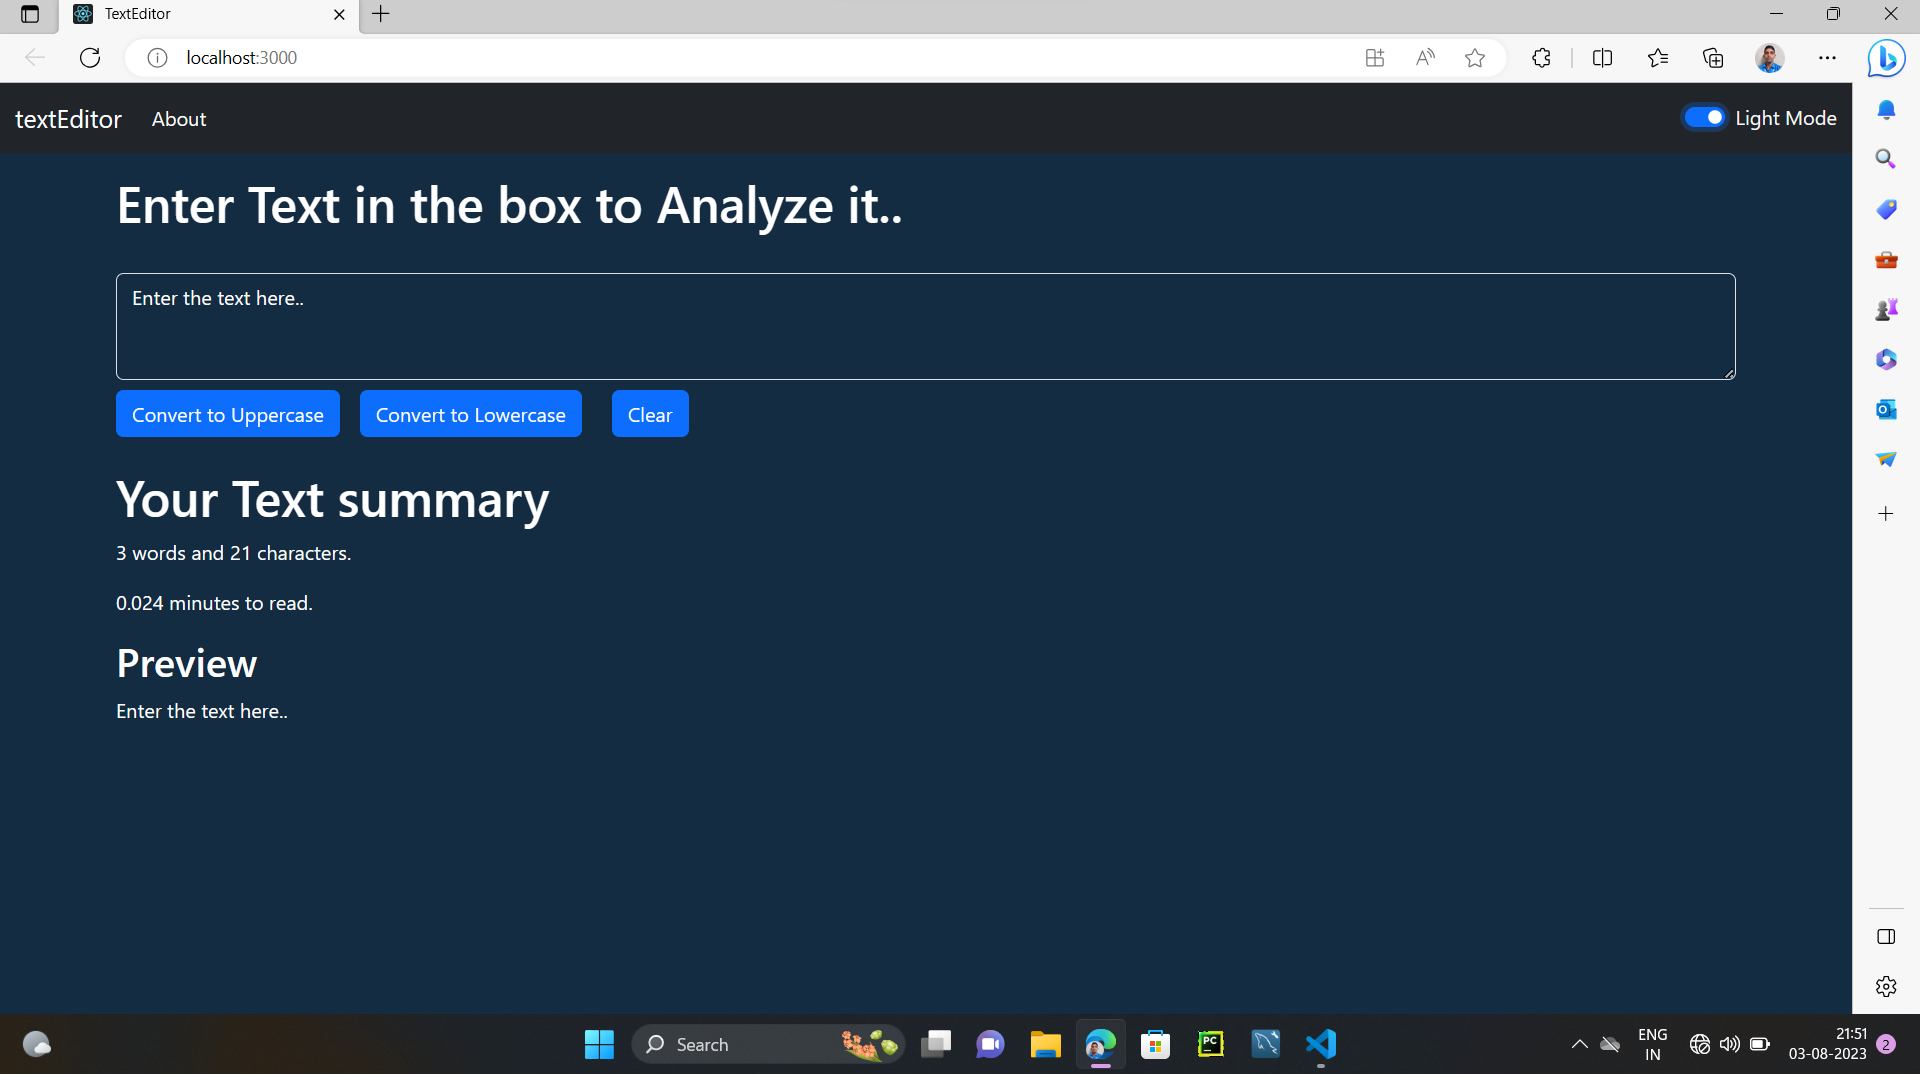 TextEditor
localhost:3000
textEditor About Light Mode
Enter Text in the box to Analyze it..
Enter the text here..
Convert to Uppercase Convert to Lowercase Clear
Your Text summary
3 words and 21 characters.
0.024 minutes to read.
Preview
Enter the text here..
Search
PC
ENG
IN
21:51
03-08-2023
2